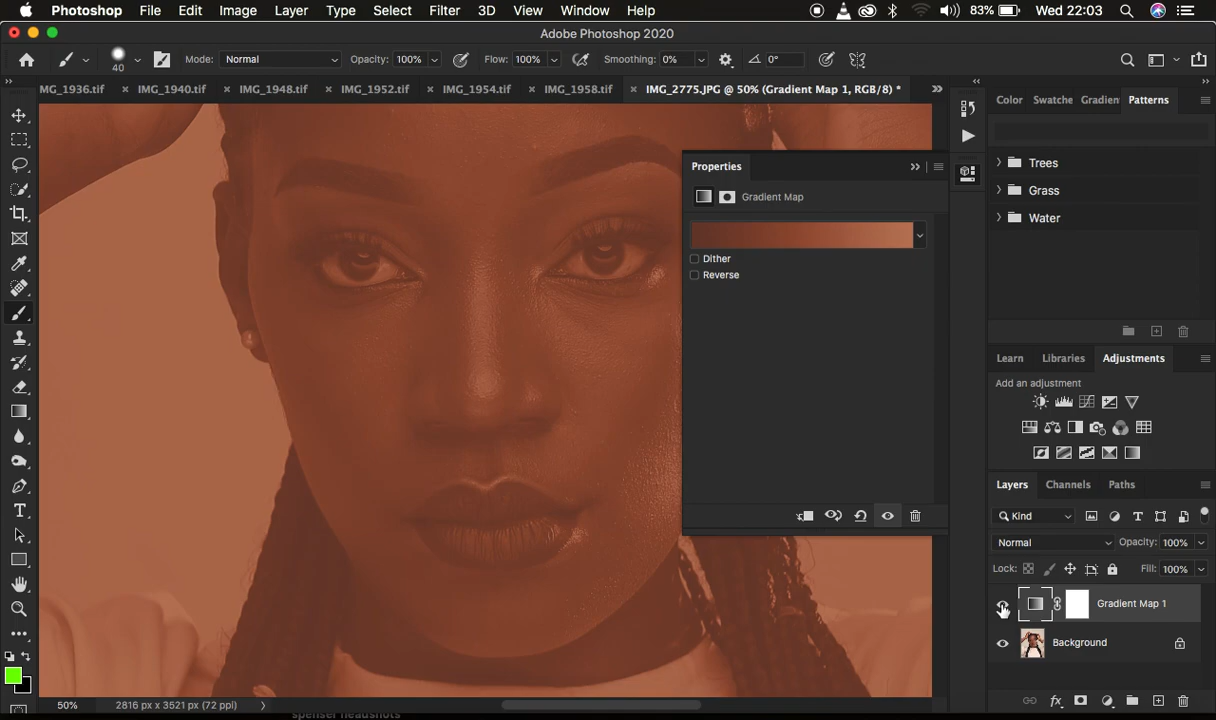 Photoshop File Edit Image Layer Type Select Filter 3D View Window Help 83% Wed 22:03
Adobe Photoshop 2020
40 Mode: Normal Opacity: 100% Flow: 100% Smoothing: 0% 0°
MG_1936.tif × IMG_1940.tif × IMG_1948.tif × IMG_1952.tif × IMG_1954.tif × IMG_1958.tif × IMG_2775.JPG @ 50% (Gradient Map 1, RGB/8) *
Color Swatche Gradien Patterns
Trees
Grass
Water
Properties
Gradient Map
Dither
Reverse
Learn Libraries Adjustments
Add an adjustment
Layers Channels Paths
Kind
Normal Opacity: 100%
Lock: Fill: 100%
Gradient Map 1
Background
50% 2816 px x 3521 px (72 ppi)
spenser headshots